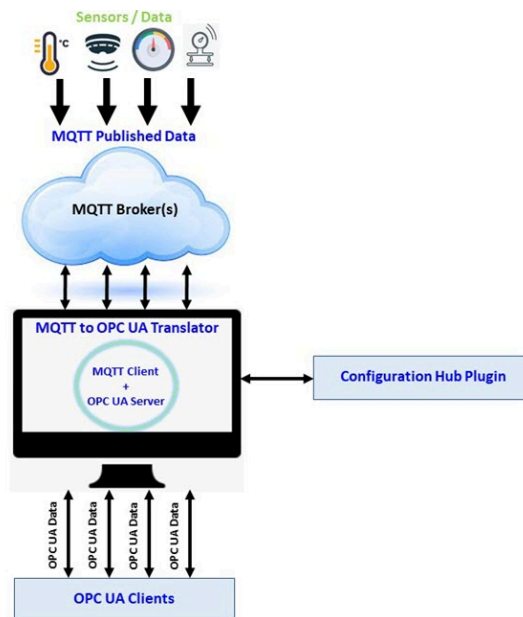 Sensors / Data
°C
MQTT Published Data
MQTT Broker(s)
MQTT to OPC UA Translator
MQTT Client
+
OPC UA Server
Configuration Hub Plugin
OPC UA Data
OPC UA Data
OPC UA Data
OPC UA Data
OPC UA Clients